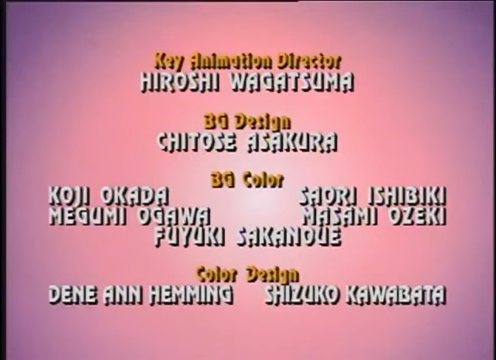 Key Animation Director
HIROSHI WAGATSUMA
BG Design
CHITOSE ASAKURA
BG Color
KOJI OKADA SAORI ISHIBIKI
MEGUMI OGAWA MASAMI OZEKI
FUYUKI SAKANOUE
Color Design
DENE ANN HEMMING SHIZUKO KAWABATA